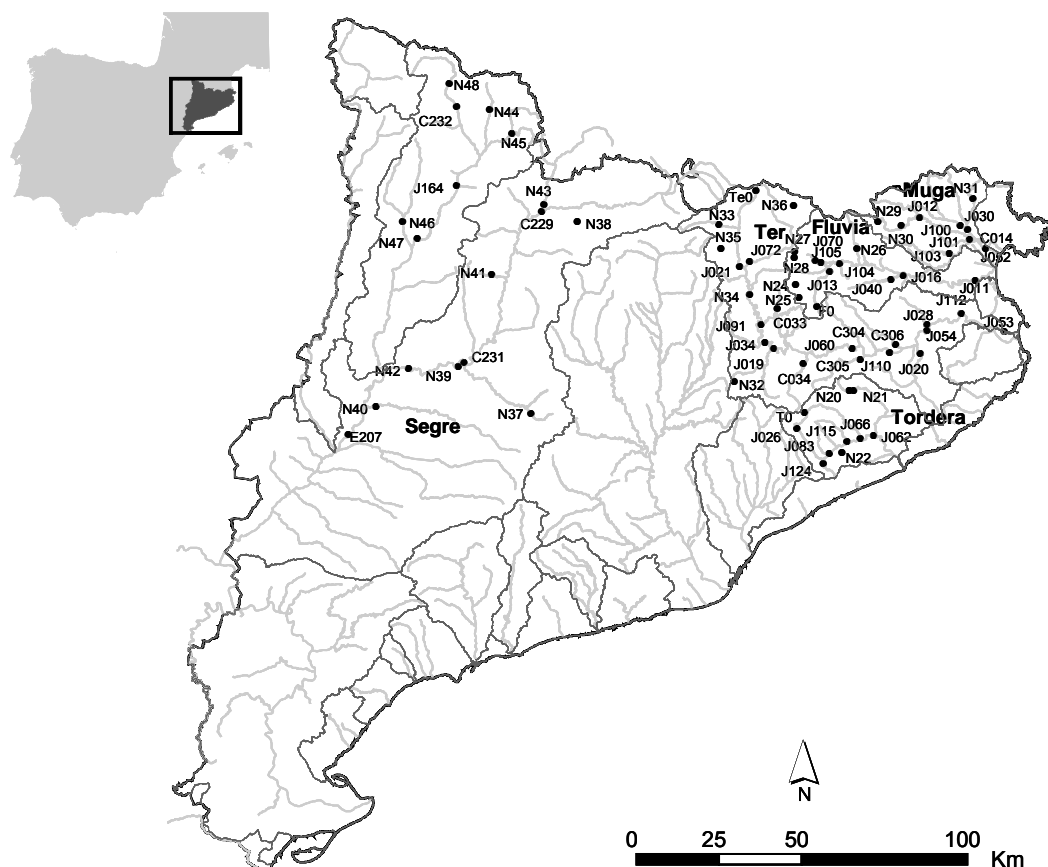 N48
C232
N44
N45
J164
N43
C229
N38
N46
N47
N41
C231
N42
N39
N40
E207
Segre
N37
Te0
N36
N33
Ter
N35
J072
J021
N27
N28
Fluvià
J070
J105
N26
J104
Muga
N31
J012
N29
N30
J030
J100
J101
C014
J103
J052
N24
J013
J040
J016
J011
N34
N25
F0
J112
C033
J028
J053
J091
J054
J034
J060
C304
C306
J019
C305
J110
J020
C034
N32
N20
N21
T0
Tordera
J026
J115
J066
J062
J083
N22
J124
N
0 25 50 100
Km